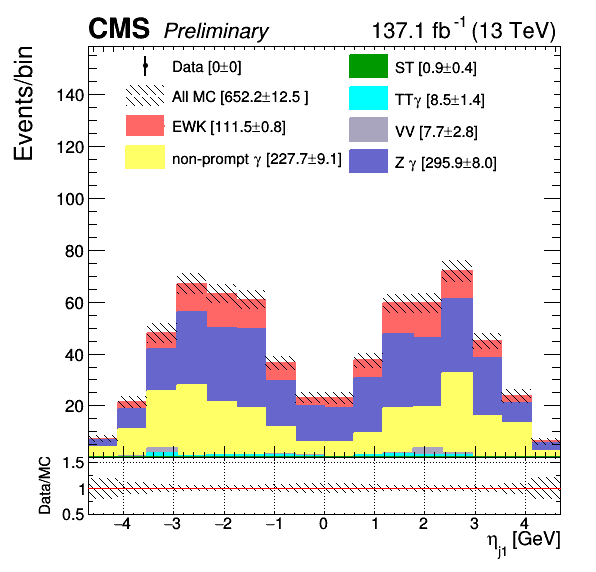 CMS Preliminary 137.1 fb⁻¹ (13 TeV)
Events/bin
Data [0±0]
All MC [652.2±12.5 ]
EWK [111.5±0.8]
non-prompt γ [227.7±9.1]
ST [0.9±0.4]
TTγ [8.5±1.4]
VV [7.7±2.8]
Z γ [295.9±8.0]
140
120
100
80
60
40
20
Data/MC
1.5
1
0.5
−4 −3 −2 −1 0 1 2 3 4
η_j1 [GeV]